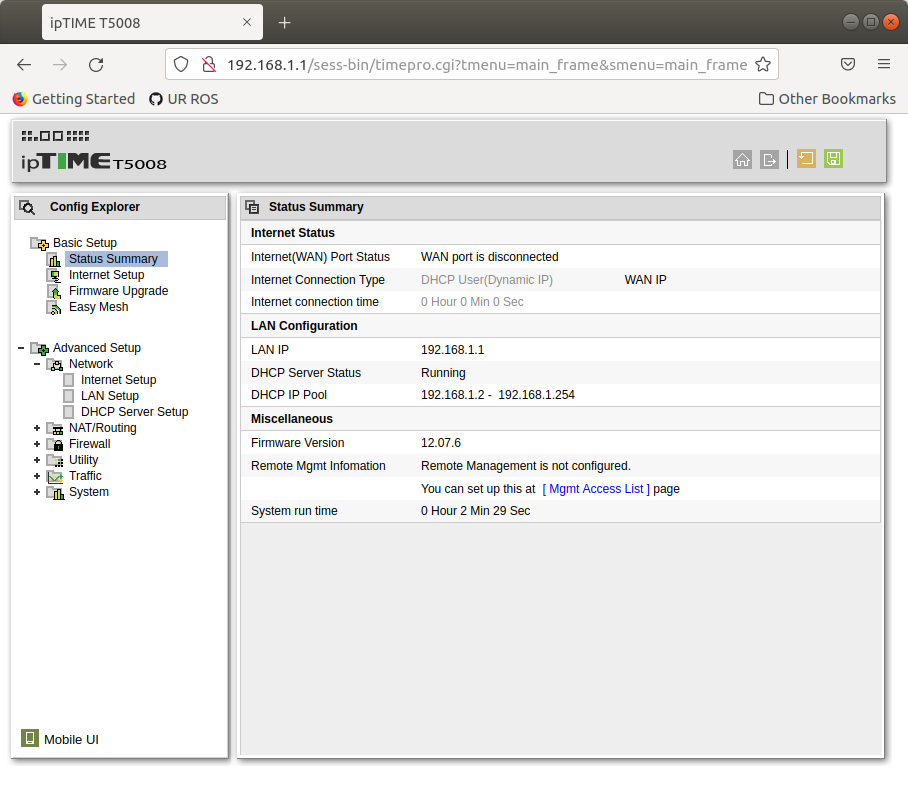 ipTIME T5008
192.168.1.1/sess-bin/timepro.cgi?tmenu=main_frame&smenu=main_frame
Getting Started UR ROS Other Bookmarks
ipTIME T5008
Config Explorer
Basic Setup
Status Summary
Internet Setup
Firmware Upgrade
Easy Mesh
Advanced Setup
Network
Internet Setup
LAN Setup
DHCP Server Setup
NAT/Routing
Firewall
Utility
Traffic
System
Mobile UI
Status Summary
Internet Status
Internet(WAN) Port Status WAN port is disconnected
Internet Connection Type DHCP User(Dynamic IP) WAN IP
Internet connection time 0 Hour 0 Min 0 Sec
LAN Configuration
LAN IP 192.168.1.1
DHCP Server Status Running
DHCP IP Pool 192.168.1.2 - 192.168.1.254
Miscellaneous
Firmware Version 12.07.6
Remote Mgmt Infomation Remote Management is not configured.
You can set up this at [ Mgmt Access List ] page
System run time 0 Hour 2 Min 29 Sec